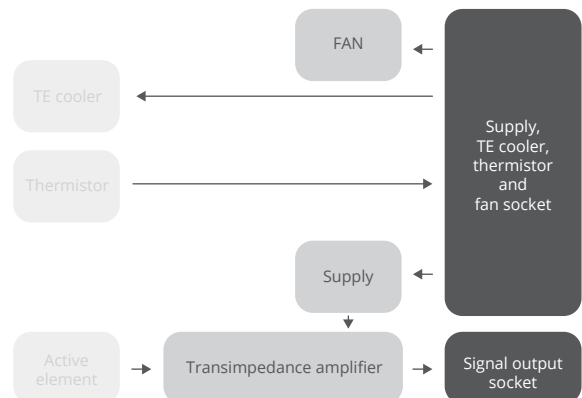 FAN
TE cooler
Supply,
TE cooler,
thermistor
and
fan socket
Thermistor
Supply
Active
element
Transimpedance amplifier
Signal output
socket